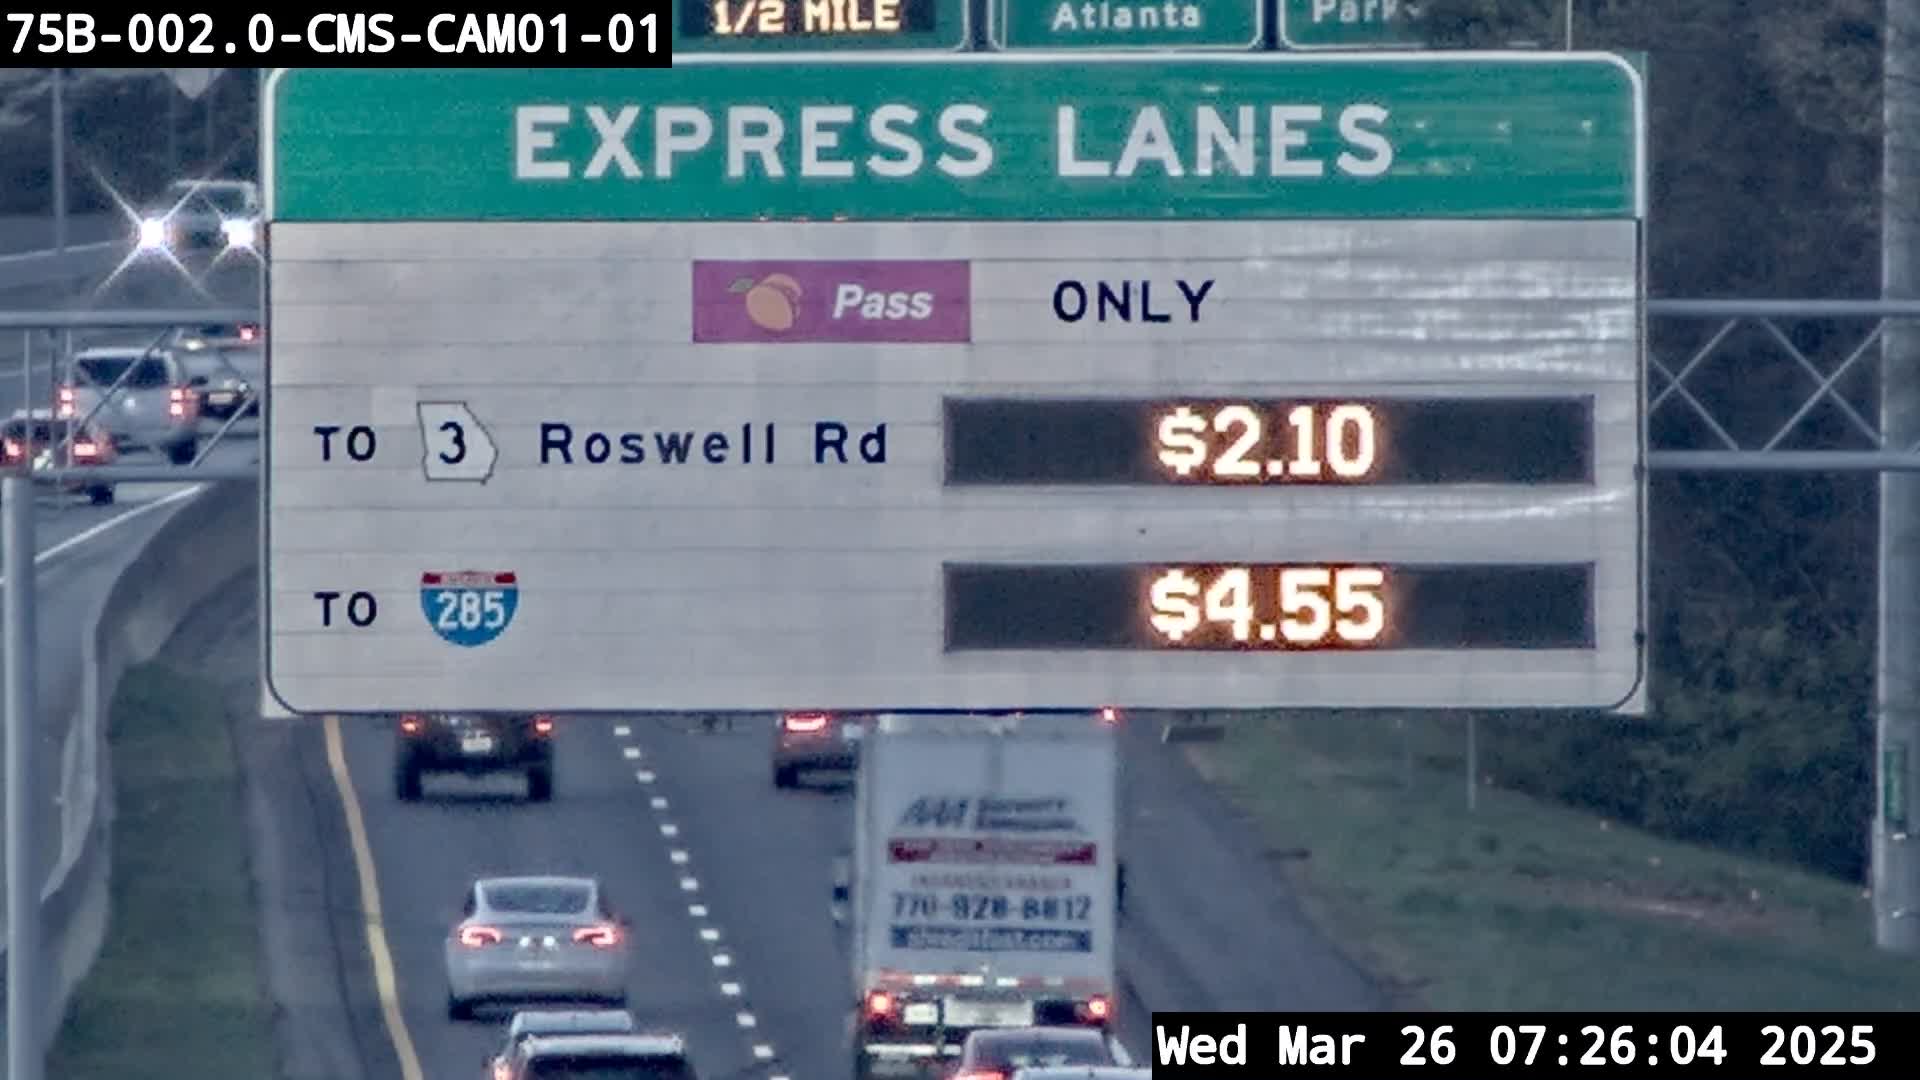 75B-002.0-CMS-CAM01-01
1/2 MILE
Atlanta
Park
EXPRESS LANES
Pass ONLY
TO 3 Roswell Rd $2.10
TO 285 $4.55
770-928-8812
Wed Mar 26 07:26:04 2025